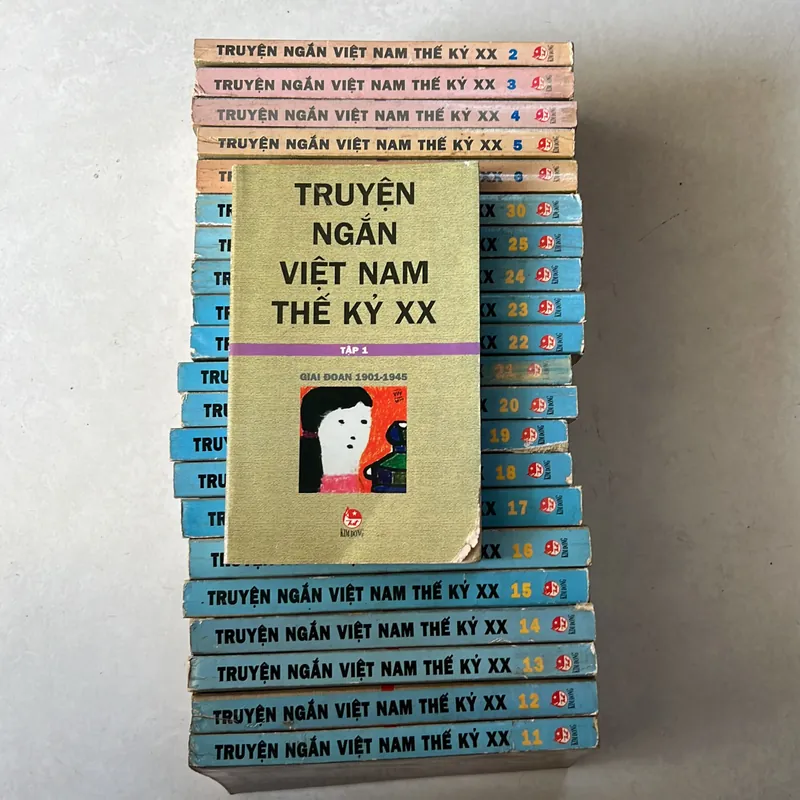 TRUYỆN NGẮN VIỆT NAM THẾ KỶ XX 2
TRUYỆN NGẮN VIỆT NAM THẾ KỶ XX 3
TRUYỆN NGẮN VIỆT NAM THẾ KỶ XX 4
TRUYỆN NGẮN VIỆT NAM THẾ KỶ XX 5
XX 6
XX 30
XX 25
XX 24
XX 23
XX 22
21
20
19
18
17
16
TRUYỆN
NGẮN
VIỆT NAM
THẾ KỶ XX
TẬP 1
GIAI ĐOẠN 1901-1945
KIM ĐỒNG
TRUYỆN NGẮN VIỆT NAM THẾ KỶ XX 15
TRUYỆN NGẮN VIỆT NAM THẾ KỶ XX 14
TRUYỆN NGẮN VIỆT NAM THẾ KỶ XX 13
TRUYỆN NGẮN VIỆT NAM THẾ KỶ XX 12
TRUYỆN NGẮN VIỆT NAM THẾ KỶ XX 11